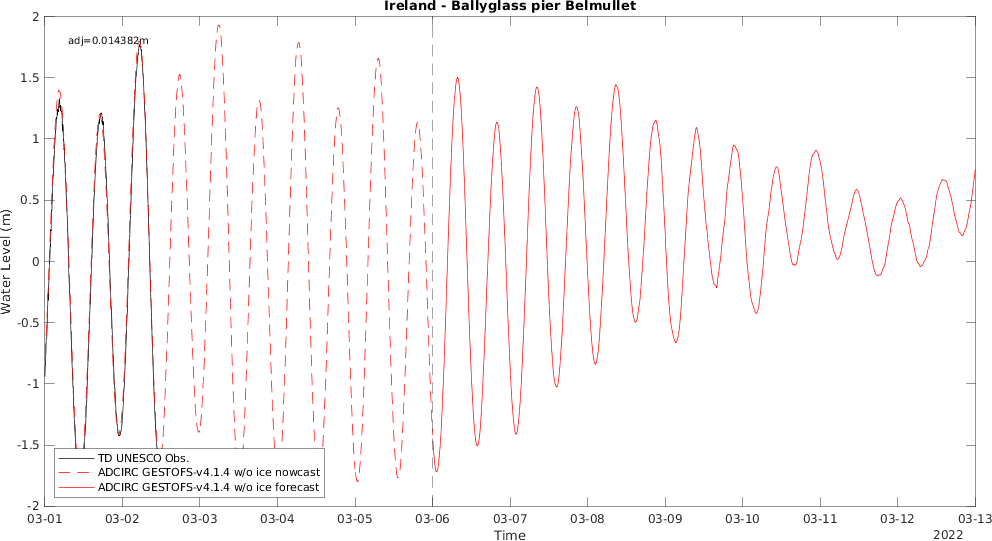 Ireland - Ballyglass pier Belmullet
adj=0.014382m
2
1.5
1
0.5
0
-0.5
-1
-1.5
-2
Water Level (m)
TD UNESCO Obs.
ADCIRC GESTOFS-v4.1.4 w/o ice nowcast
ADCIRC GESTOFS-v4.1.4 w/o ice forecast
03-01 03-02 03-03 03-04 03-05 03-06 03-07 03-08 03-09 03-10 03-11 03-12 03-13
Time
2022